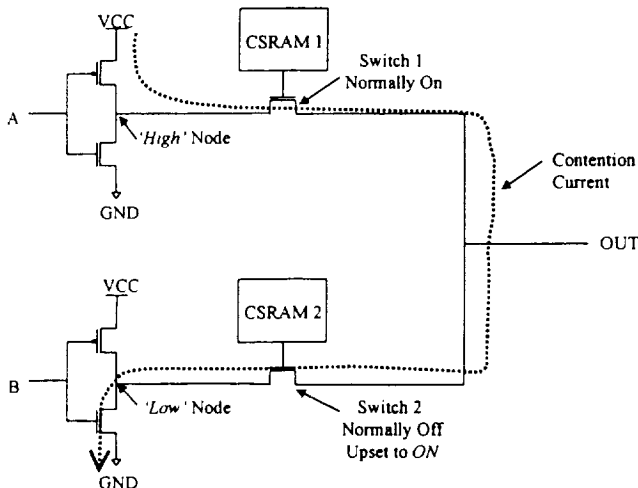 VCC
CSRAM 1
Switch 1
Normally On
A
'High' Node
Contention
Current
GND
OUT
VCC
CSRAM 2
B
'Low' Node
Switch 2
Normally Off
Upset to ON
GND